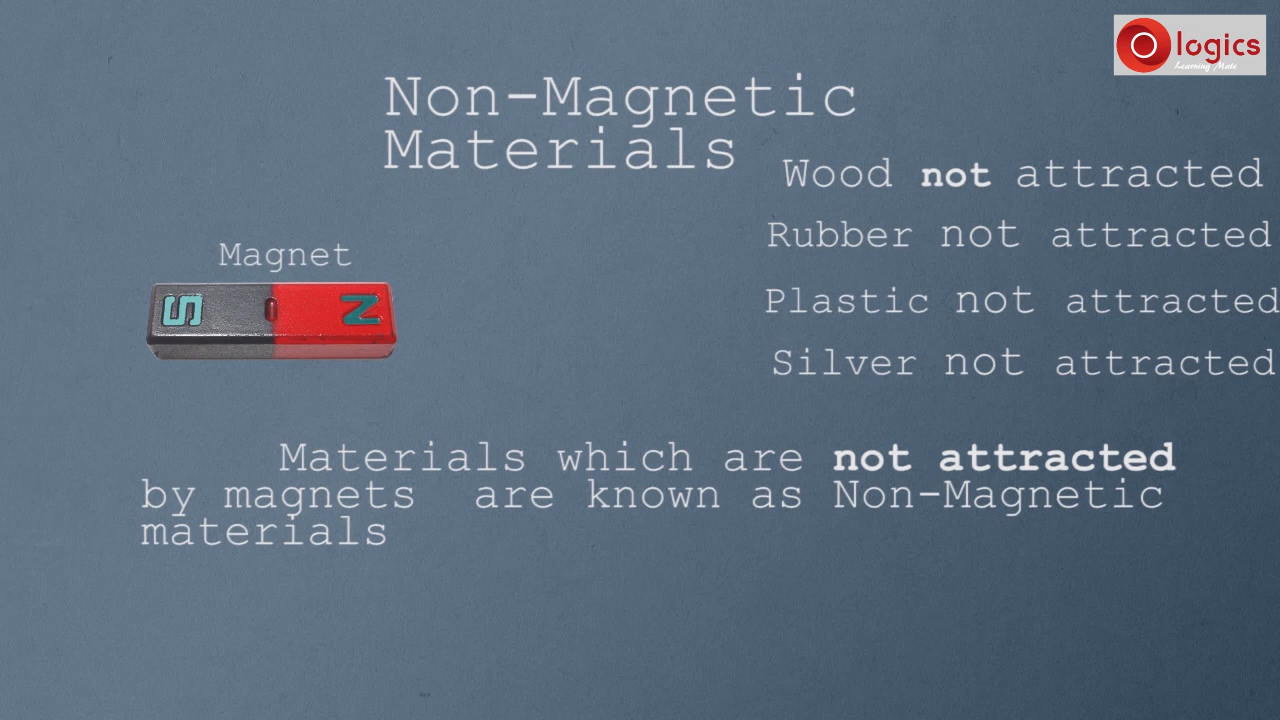 logics
Learning Mate
Non-Magnetic
Materials
Wood not attracted
Rubber not attracted
Plastic not attracted
Silver not attracted
Magnet
S N
Materials which are not attracted
by magnets are known as Non-Magnetic
materials